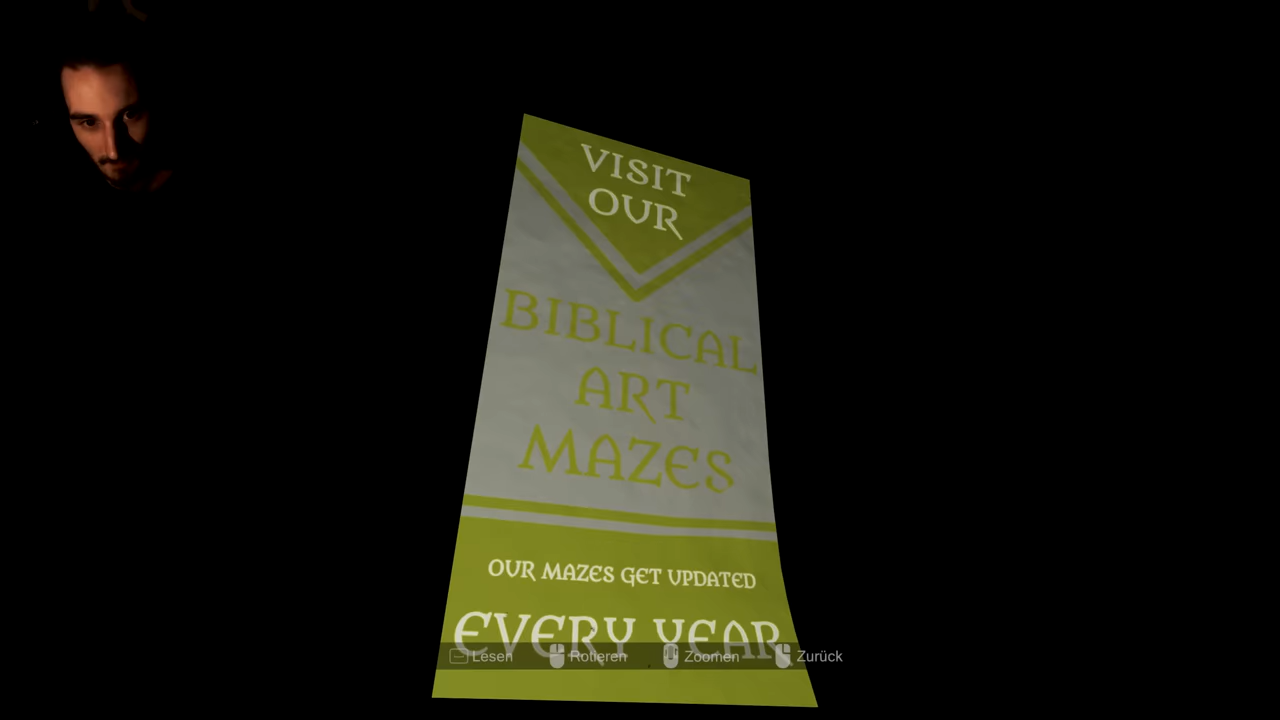 VISIT
OUR
BIBLICAL
ART
MAZES
OUR MAZES GET UPDATED
EVERY YEAR
Lesen Rotieren Zoomen Zurück